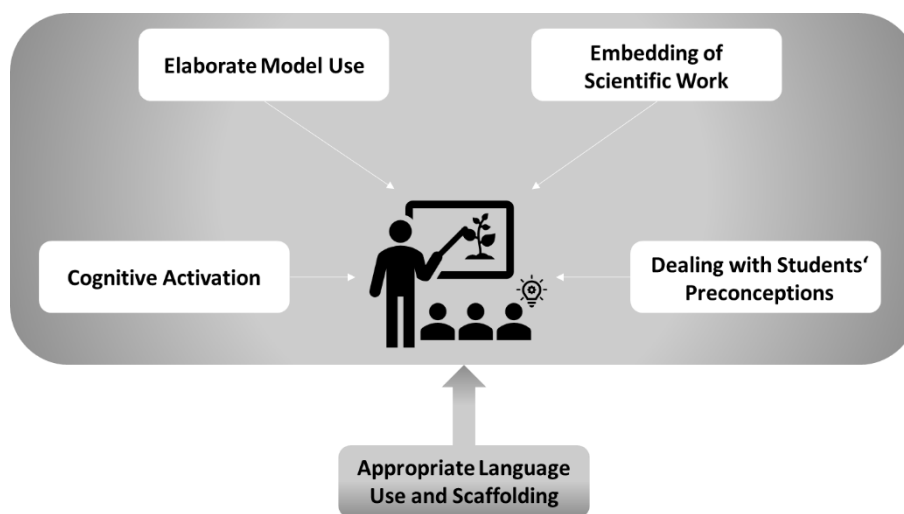 Elaborate Model Use
Embedding of
Scientific Work
Cognitive Activation
Dealing with Students‘
Preconceptions
Appropriate Language
Use and Scaffolding